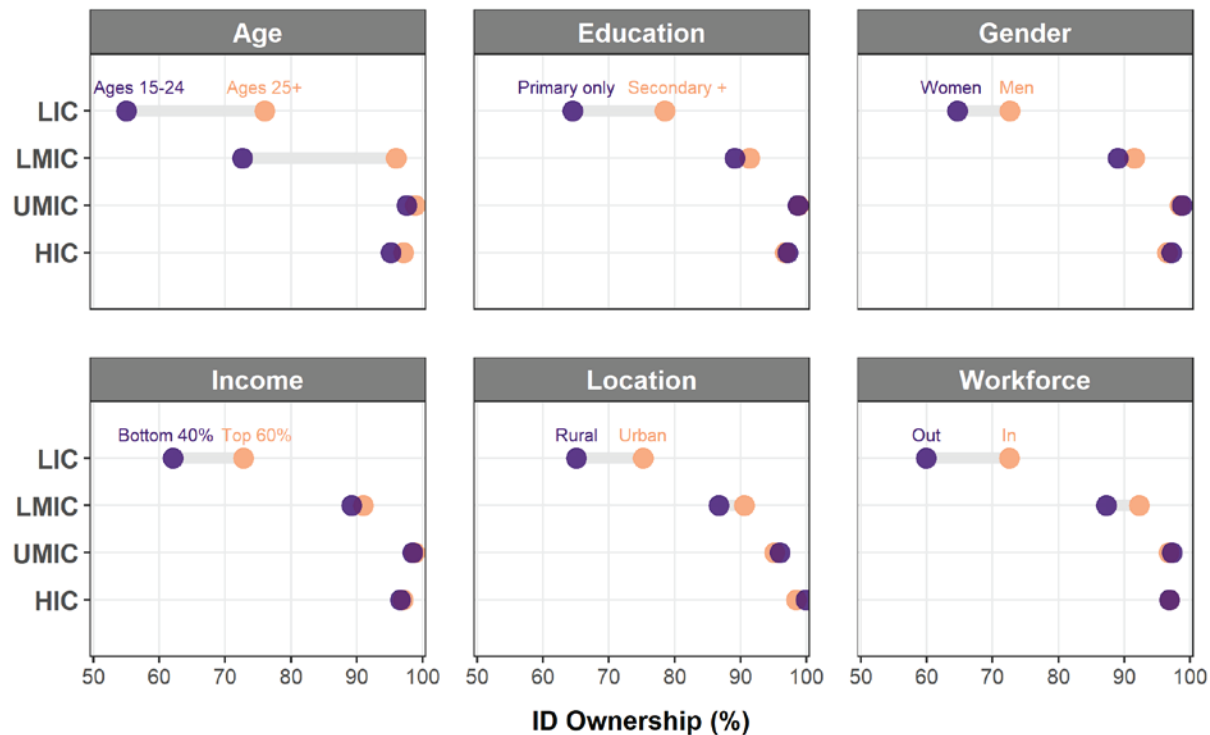 Age Education Gender
Ages 15-24 Ages 25+ Primary only Secondary + Women Men
LIC
LMIC
UMIC
HIC
Income Location Workforce
Bottom 40% Top 60% Rural Urban Out In
LIC
LMIC
UMIC
HIC
50 60 70 80 90 100 50 60 70 80 90 100 50 60 70 80 90 100
ID Ownership (%)